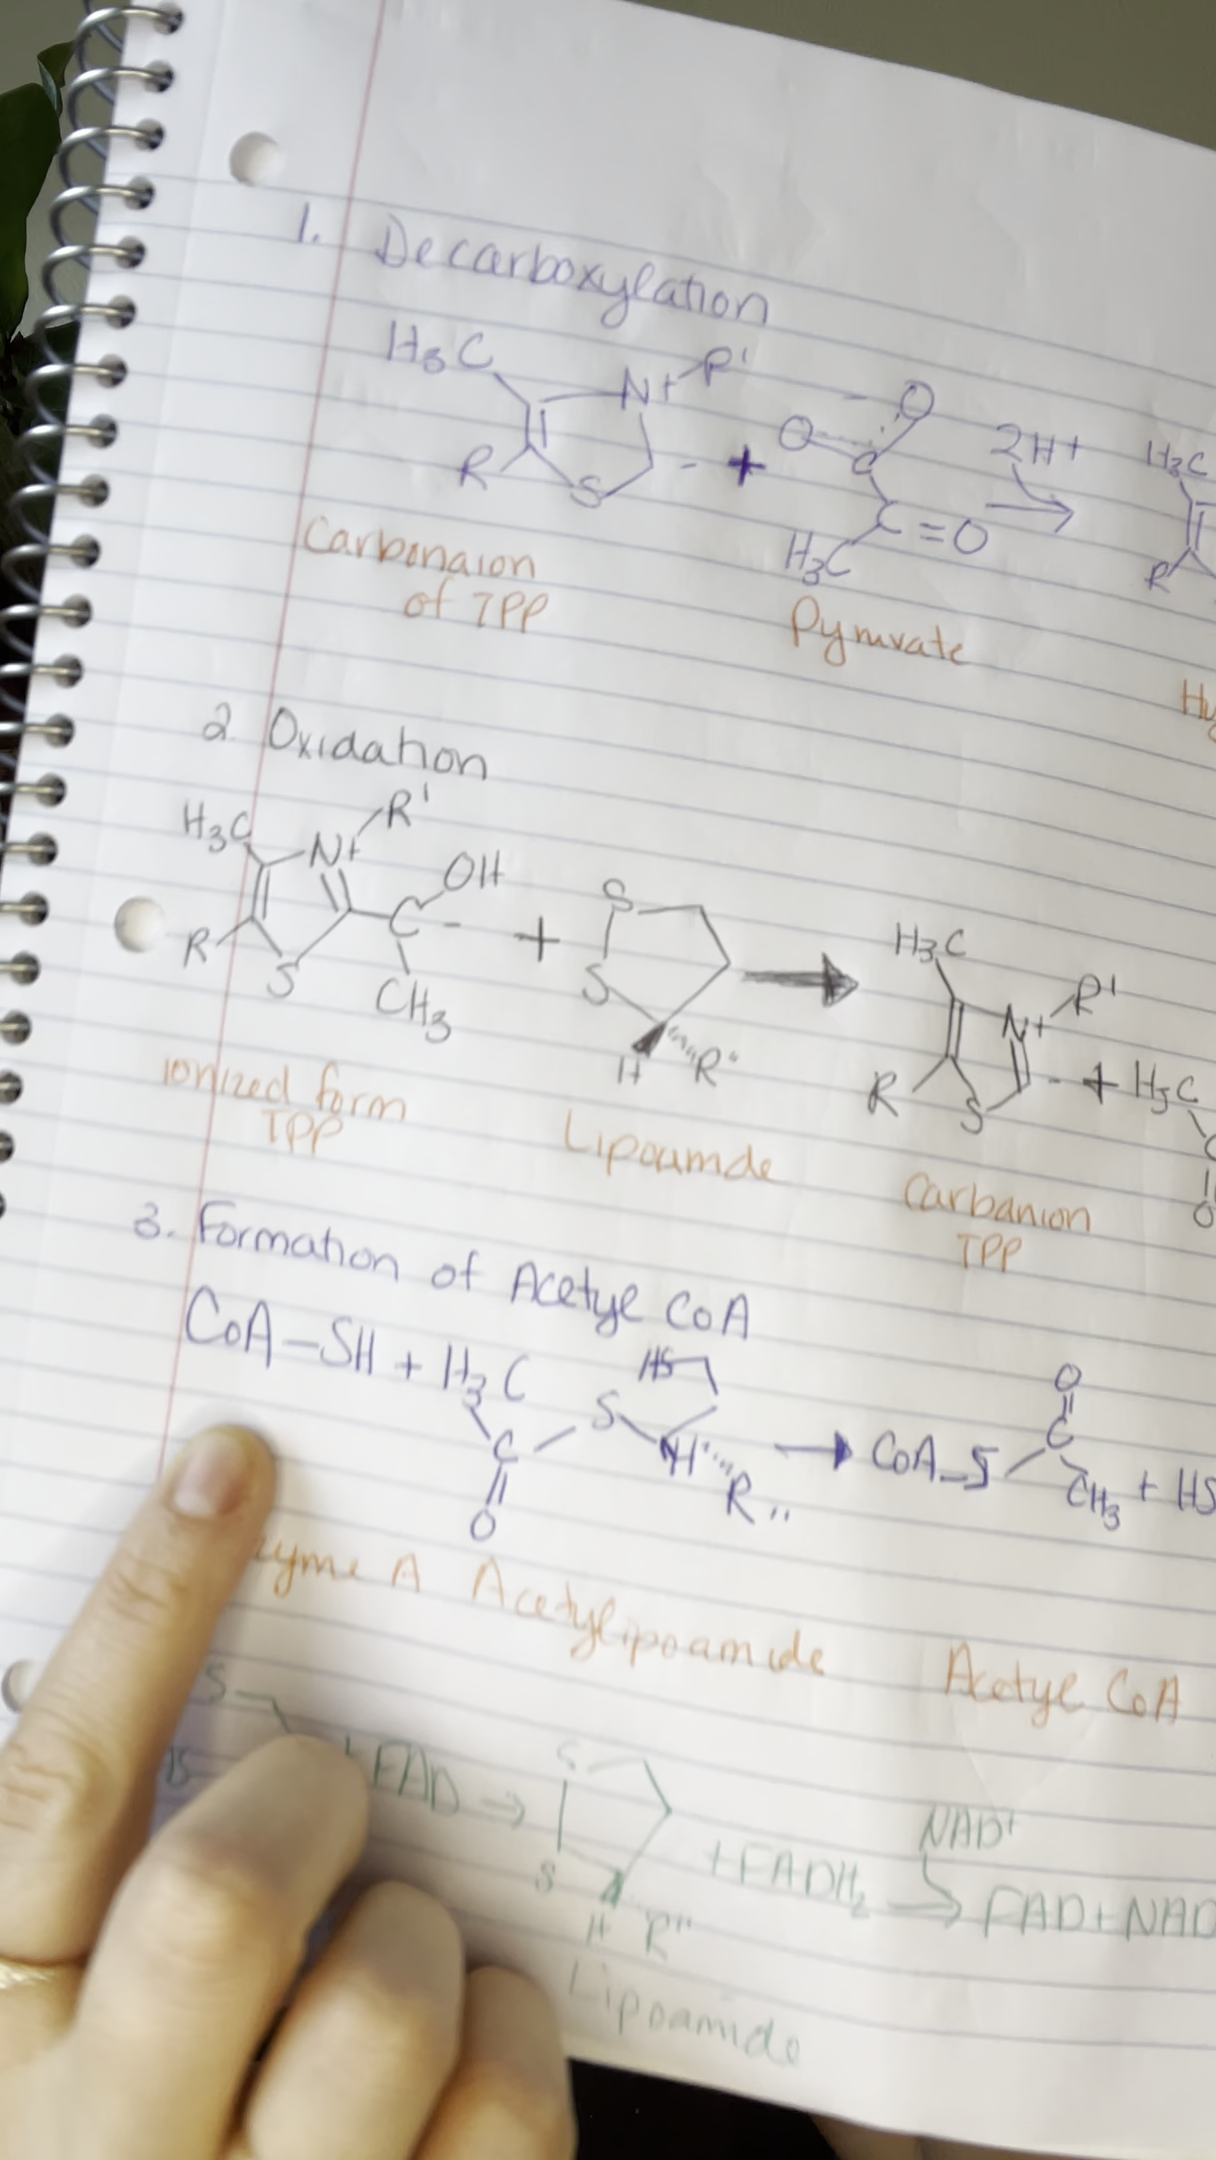 1. Decarboxylation
H3C N+ R' O O 2H+ H3C
R S - + C C=O R
H3C
Carbanaion
of TPP
Pyruvate
Hy
2. Oxidation
H3C N+ R' OH S H3C
R S C - + S N+ R'
CH3 H R" R S - + H3C
C
O
ionized form
TPP
Lipoamde
Carbanion
TPP
3. Formation of Acetye CoA
CoA-SH + H3C HS O
C S H R" CoA-S C CH3 + HS
O
zyme A Acetylipoamide Acetye CoA
S +FAD S NAD+
S +FADH2 FAD+NAD
H R"
Lipoamide